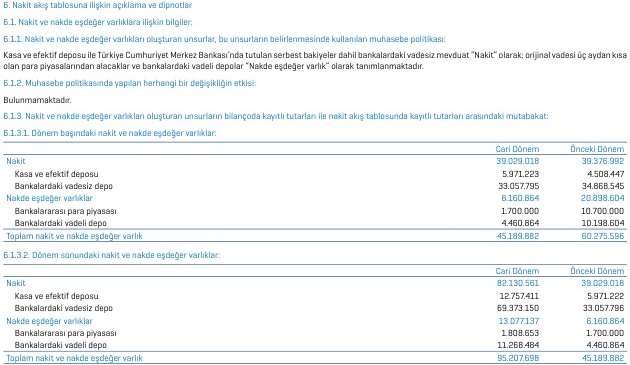 6. Nakit akış tablosuna ilişkin açıklama ve dipnotlar
6.1. Nakit ve nakde eşdeğer varlıklara ilişkin bilgiler:
6.1.1. Nakit ve nakde eşdeğer varlıkları oluşturan unsurlar, bu unsurların belirlenmesinde kullanılan muhasebe politikası:
Kasa ve efektif deposu ile Türkiye Cumhuriyet Merkez Bankası'nda tutulan serbest bakiyeler dahil bankalardaki vadesiz mevduat "Nakit" olarak; orijinal vadesi üç aydan kısa
olan para piyasalarından alacaklar ve bankalardaki vadeli depolar "Nakde eşdeğer varlık" olarak tanımlanmaktadır.
6.1.2. Muhasebe politikasında yapılan herhangi bir değişikliğin etkisi:
Bulunmamaktadır.
6.1.3. Nakit ve nakde eşdeğer varlıkları oluşturan unsurların bilançoda kayıtlı tutarları ile nakit akış tablosunda kayıtlı tutarları arasındaki mutabakat:
6.1.3.1. Dönem başındaki nakit ve nakde eşdeğer varlıklar:
Cari Dönem Önceki Dönem
Nakit 39.029.018 39.376.992
Kasa ve efektif deposu 5.971.223 4.508.447
Bankalardaki vadesiz depo 33.057.795 34.868.545
Nakde eşdeğer varlıklar 6.160.864 20.898.604
Bankalararası para piyasası 1.700.000 10.700.000
Bankalardaki vadeli depo 4.460.864 10.198.604
Toplam nakit ve nakde eşdeğer varlık 45.189.882 60.275.596
6.1.3.2. Dönem sonundaki nakit ve nakde eşdeğer varlıklar:
Cari Dönem Önceki Dönem
Nakit 82.130.561 39.029.018
Kasa ve efektif deposu 12.757.411 5.971.222
Bankalardaki vadesiz depo 69.373.150 33.057.796
Nakde eşdeğer varlıklar 13.077.137 6.160.864
Bankalararası para piyasası 1.808.653 1.700.000
Bankalardaki vadeli depo 11.268.484 4.460.864
Toplam nakit ve nakde eşdeğer varlık 95.207.698 45.189.882